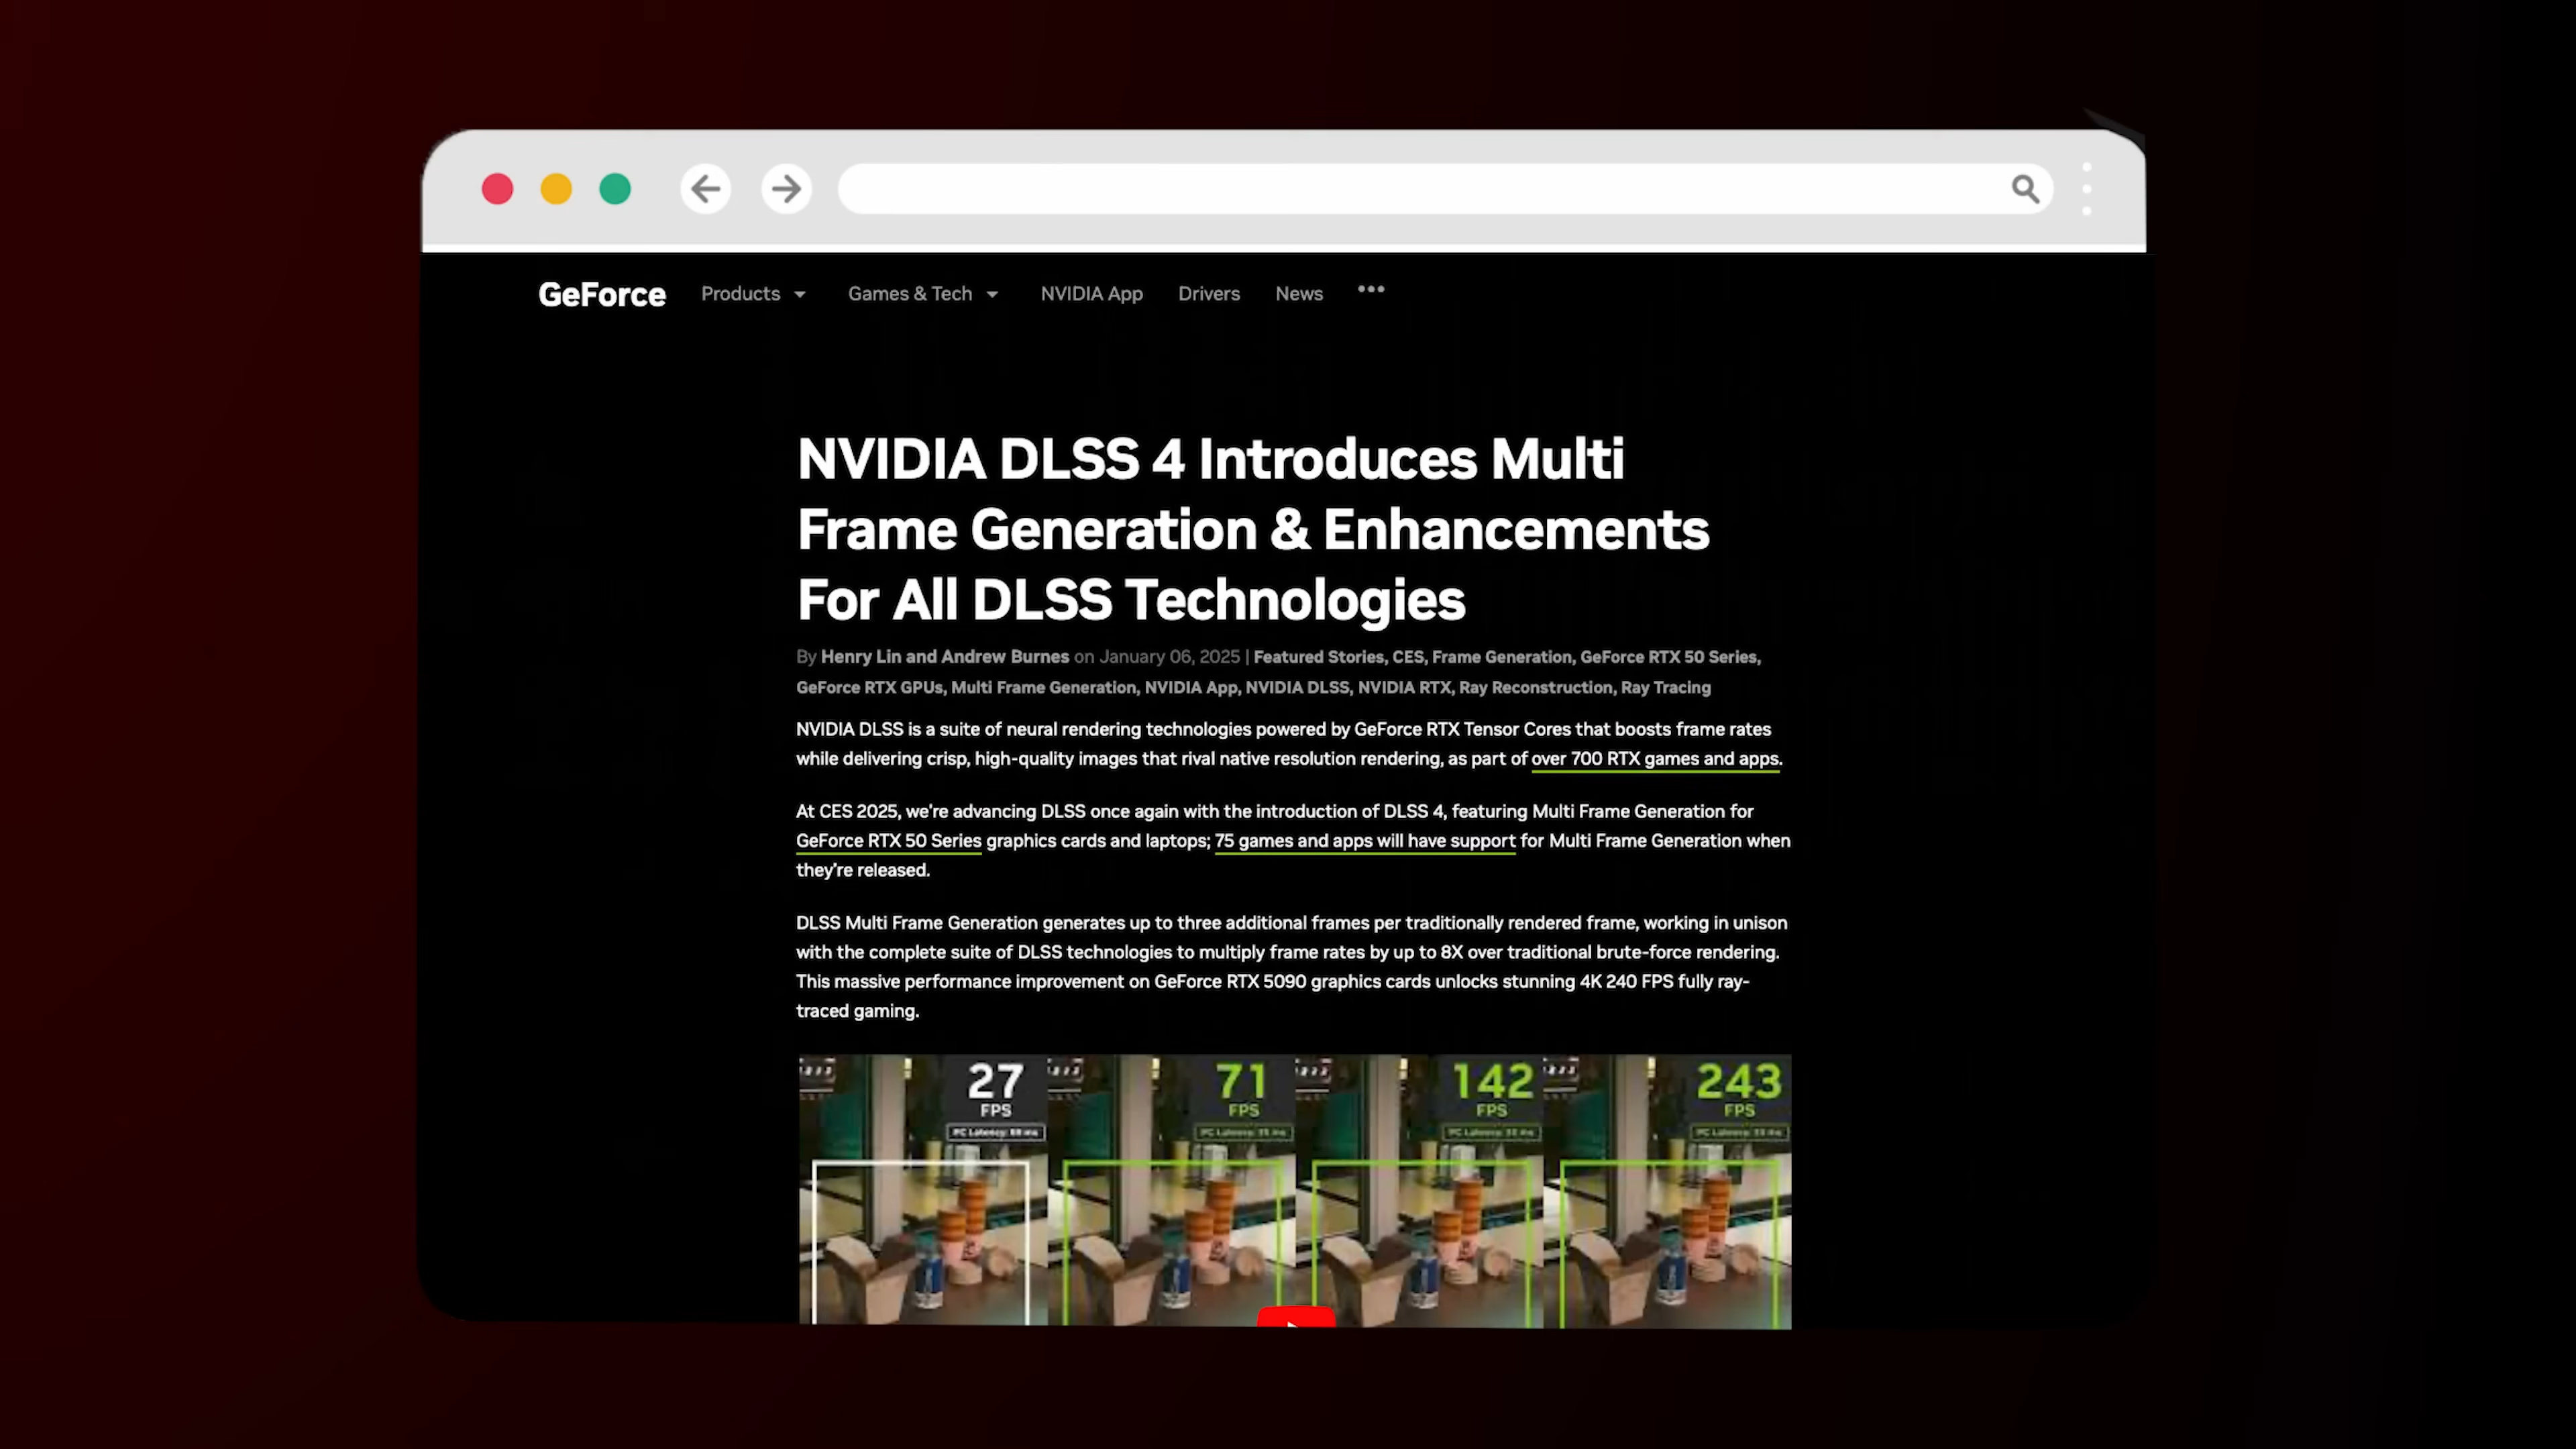 GeForce Products Games & Tech NVIDIA App Drivers News
NVIDIA DLSS 4 Introduces Multi
Frame Generation & Enhancements
For All DLSS Technologies
By Henry Lin and Andrew Burnes on January 06, 2025 | Featured Stories, CES, Frame Generation, GeForce RTX 50 Series,
GeForce RTX GPUs, Multi Frame Generation, NVIDIA App, NVIDIA DLSS, NVIDIA RTX, Ray Reconstruction, Ray Tracing
NVIDIA DLSS is a suite of neural rendering technologies powered by GeForce RTX Tensor Cores that boosts frame rates
while delivering crisp, high-quality images that rival native resolution rendering, as part of over 700 RTX games and apps.
At CES 2025, we're advancing DLSS once again with the introduction of DLSS 4, featuring Multi Frame Generation for
GeForce RTX 50 Series graphics cards and laptops; 75 games and apps will have support for Multi Frame Generation when
they're released.
DLSS Multi Frame Generation generates up to three additional frames per traditionally rendered frame, working in unison
with the complete suite of DLSS technologies to multiply frame rates by up to 8X over traditional brute-force rendering.
This massive performance improvement on GeForce RTX 5090 graphics cards unlocks stunning 4K 240 FPS fully ray-
traced gaming.
27 71 142 243
FPS FPS FPS FPS
PC Latency: PC Latency: PC Latency: PC Latency: